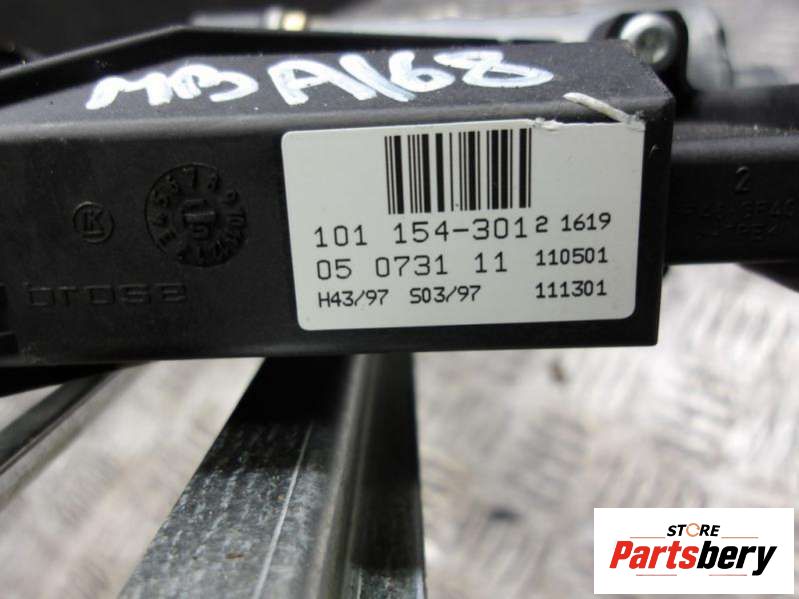 MB A168
101 154-301 2 1619
05 0731 11 110501
H43/97 S03/97 111301
brose
2
STORE
Partsbery